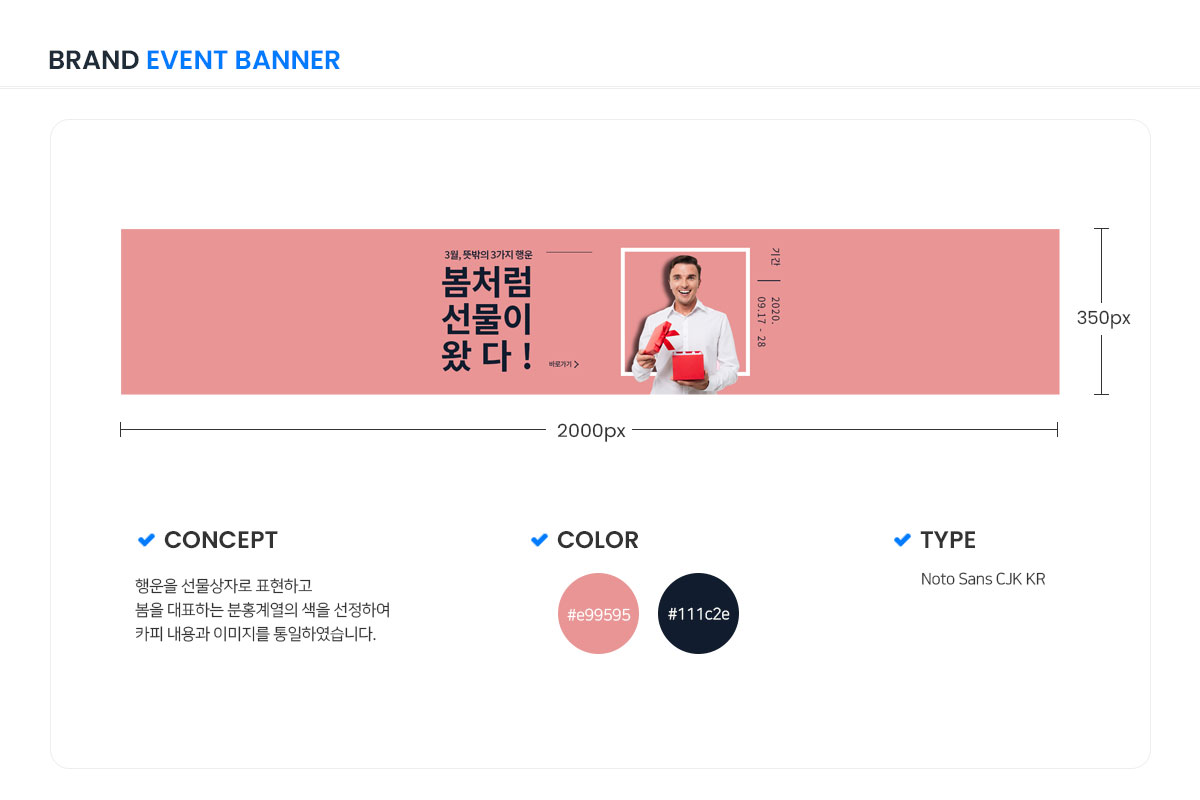 BRAND EVENT BANNER
3월, 뜻밖의 3가지 행운
봄처럼
선물이
왔 다 !
바로가기 >
기간
2020.
09.17 - 28
350px
2000px
CONCEPT
행운을 선물상자로 표현하고
봄을 대표하는 분홍계열의 색을 선정하여
카피 내용과 이미지를 통일하였습니다.
COLOR
#e99595
#111c2e
TYPE
Noto Sans CJK KR